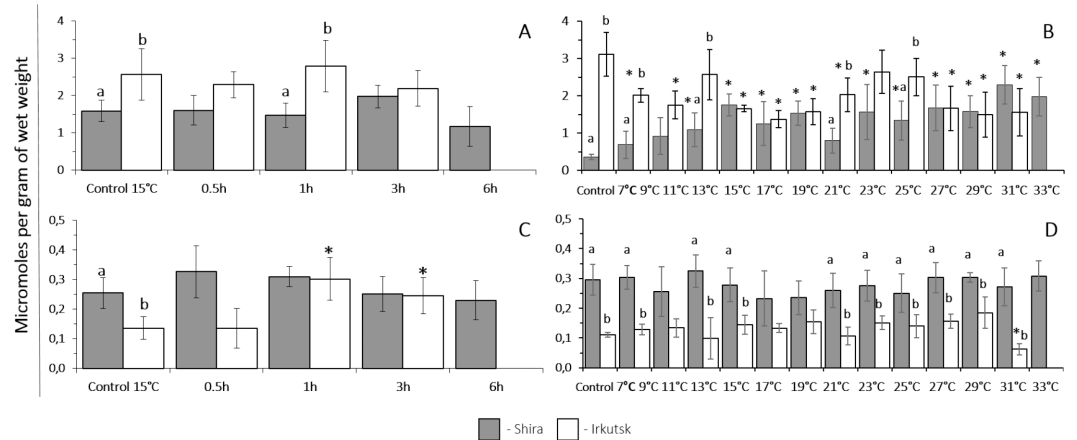 Micromoles per gram of wet weight
A
4
3
2
1
0
a b a b
Control 15°C 0.5h 1h 3h 6h
B
4
3
2
1
0
a b * a b * * a b * * * * * a b * * a b * * * * * *
Control 7°C 9°C 11°C 13°C 15°C 17°C 19°C 21°C 23°C 25°C 27°C 29°C 31°C 33°C
C
0,5
0,4
0,3
0,2
0,1
0,0
a b * *
Control 15°C 0.5h 1h 3h 6h
D
0,5
0,4
0,3
0,2
0,1
0,0
a b a b a b a b a b a b a b a b a b a * b
Control 7°C 9°C 11°C 13°C 15°C 17°C 19°C 21°C 23°C 25°C 27°C 29°C 31°C 33°C
- Shira - Irkutsk